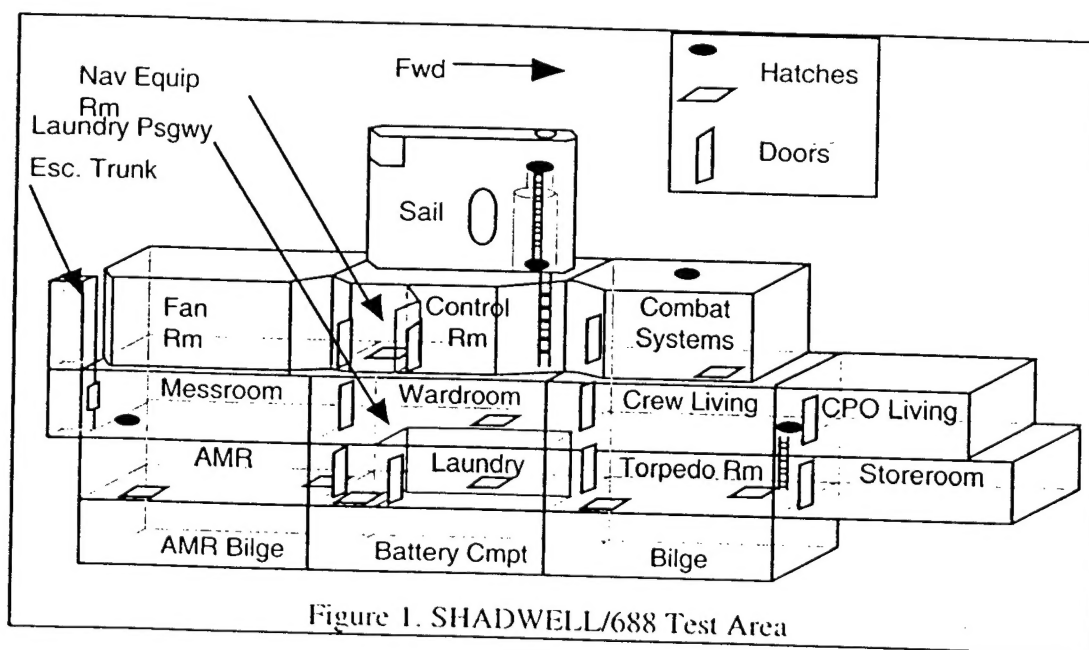 Nav Equip
Rm
Laundry Psgwy
Esc. Trunk
Fwd
Hatches
Doors
Sail
Fan
Rm
Control
Rm
Combat
Systems
Messroom
Wardroom
Crew Living
CPO Living
AMR
Laundry
Torpedo Rm
Storeroom
AMR Bilge
Battery Cmpt
Bilge
Figure 1. SHADWELL/688 Test Area